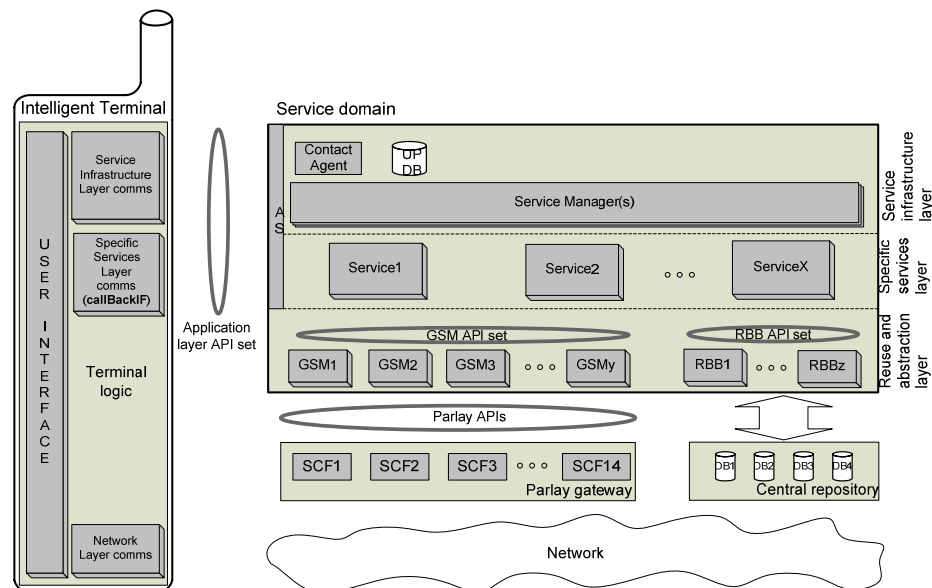 Intelligent Terminal
USER INTERFACE
Service
Infrastructure
Layer comms
Specific
Services
Layer
comms
(callBackIF)
Terminal
logic
Network
Layer comms
Application
layer API set
Service domain
AS
Contact
Agent
UP
DB
Service Manager(s)
Service
infrastructure
layer
Service1
Service2
ServiceX
Specific
services
layer
GSM API set
RBB API set
GSM1
GSM2
GSM3
GSMy
RBB1
RBBz
Reuse and
abstraction
layer
Parlay APIs
SCF1
SCF2
SCF3
SCF14
Parlay gateway
DB1
DB2
DB3
DB4
Central repository
Network